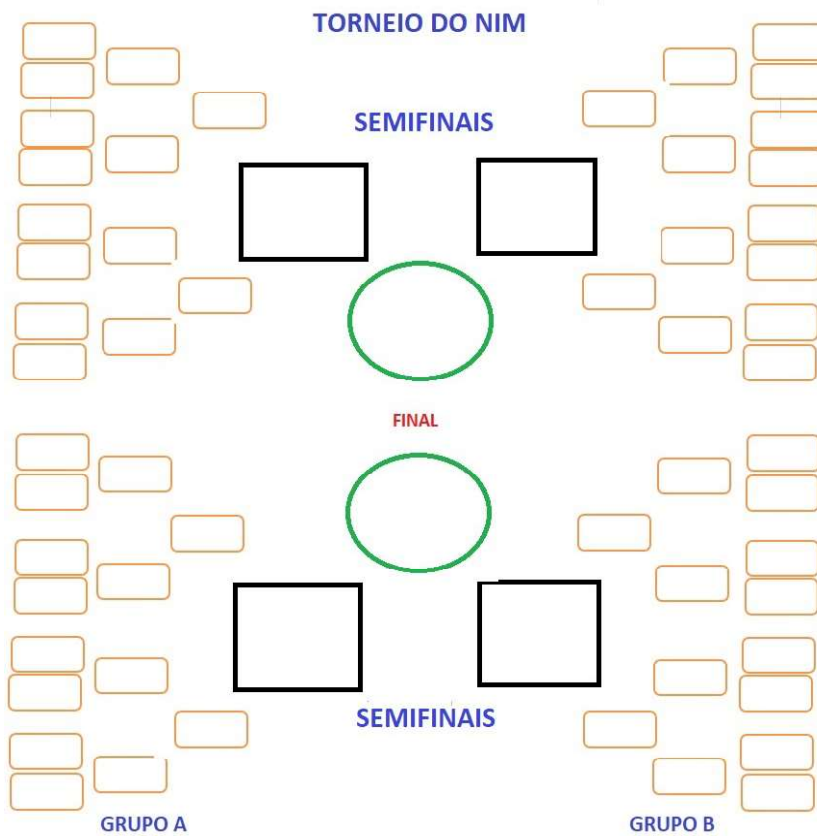 TORNEIO DO NIM
SEMIFINAIS
FINAL
SEMIFINAIS
GRUPO A
GRUPO B